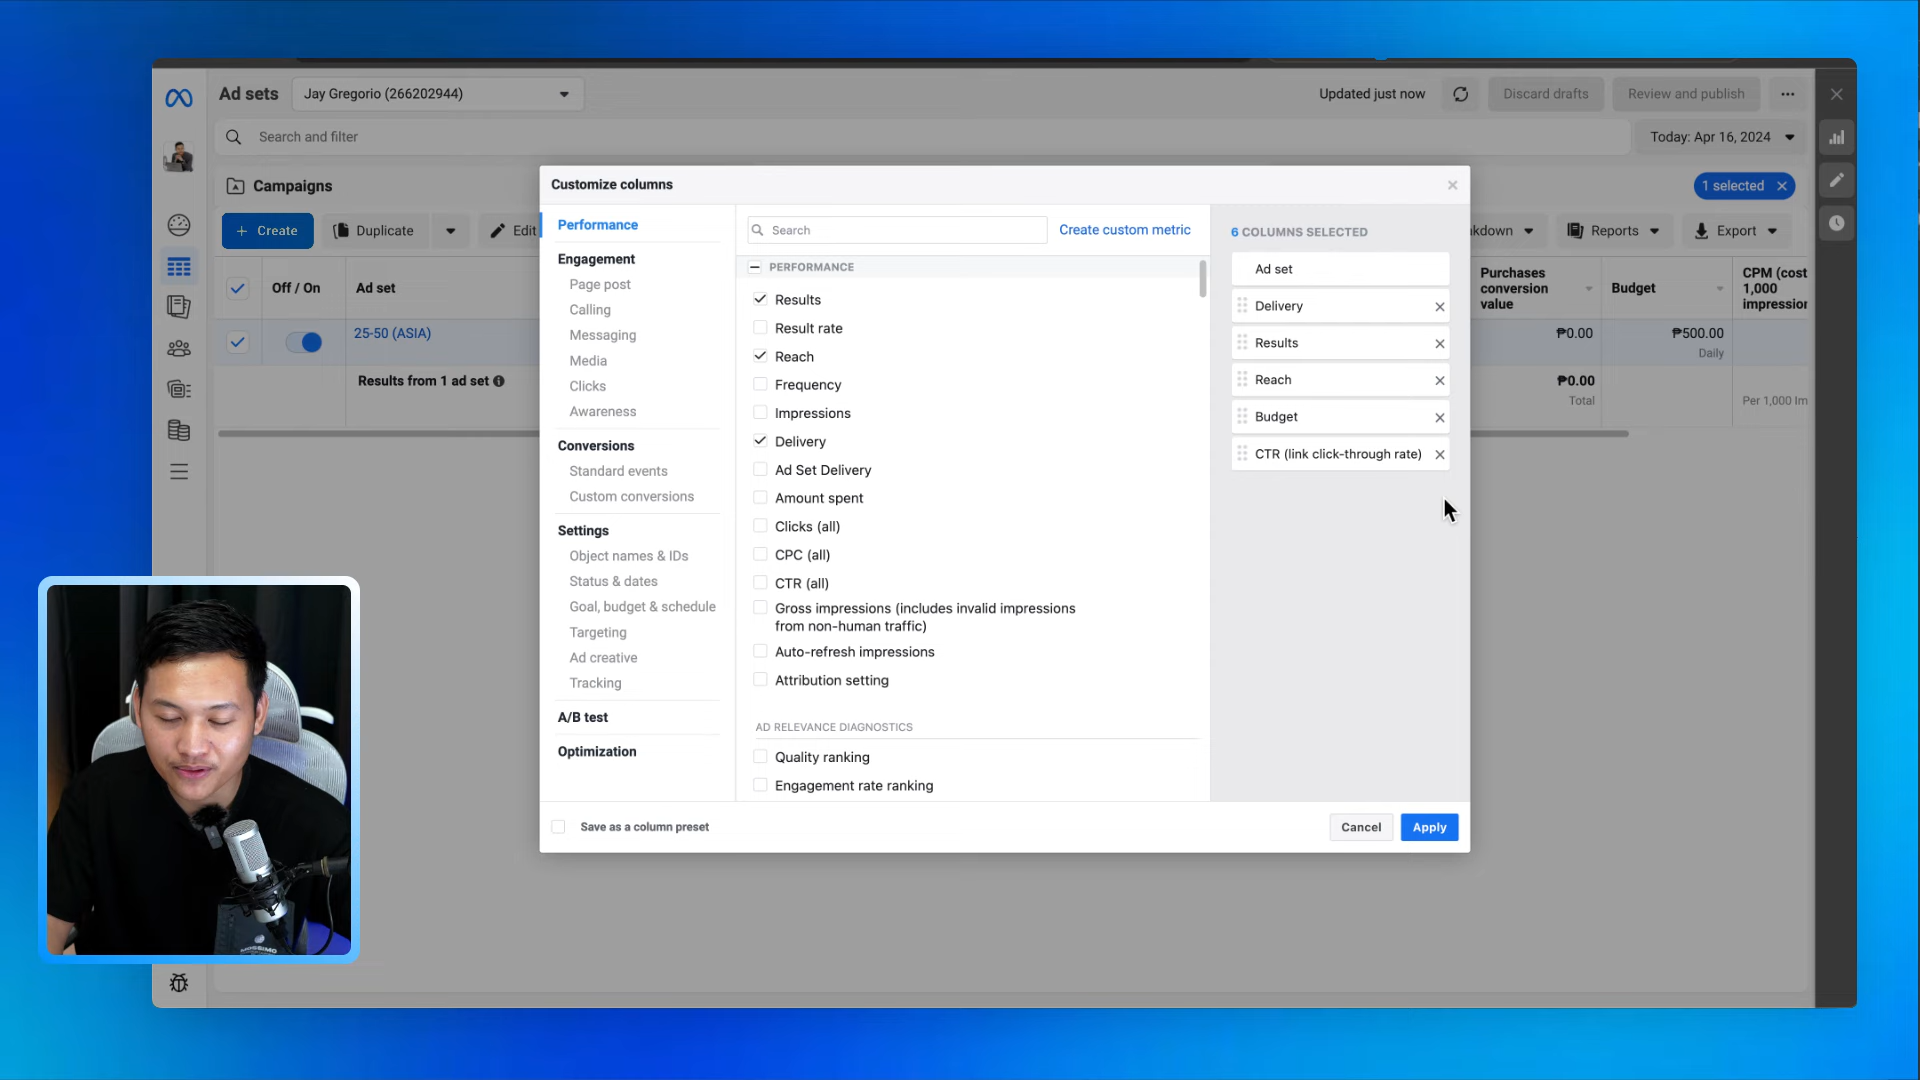 Ad sets
Jay Gregorio (266202944)
Updated just now
Discard drafts
Review and publish
Search and filter
Today: Apr 16, 2024
Campaigns
1 selected
Create
Duplicate
Edit
kdown
Reports
Export
Off / On
Ad set
Purchases
conversion
value
Budget
CPM (cost
1,000
impression
25-50 (ASIA)
₱0.00
₱500.00
Daily
Results from 1 ad set
₱0.00
Total
Per 1,000 Im
Customize columns
Performance
Engagement
Page post
Calling
Messaging
Media
Clicks
Awareness
Conversions
Standard events
Custom conversions
Settings
Object names & IDs
Status & dates
Goal, budget & schedule
Targeting
Ad creative
Tracking
A/B test
Optimization
Search
Create custom metric
PERFORMANCE
Results
Result rate
Reach
Frequency
Impressions
Delivery
Ad Set Delivery
Amount spent
Clicks (all)
CPC (all)
CTR (all)
Gross impressions (includes invalid impressions
from non-human traffic)
Auto-refresh impressions
Attribution setting
AD RELEVANCE DIAGNOSTICS
Quality ranking
Engagement rate ranking
6 COLUMNS SELECTED
Ad set
Delivery
Results
Reach
Budget
CTR (link click-through rate)
Save as a column preset
Cancel
Apply